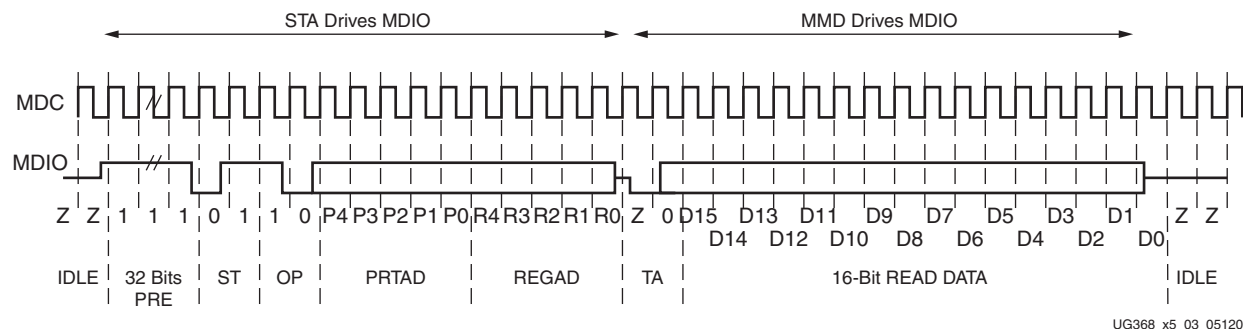 STA Drives MDIO MMD Drives MDIO
MDC
MDIO
Z Z 1 1 1 0 1 1 0 P4 P3 P2 P1 P0 R4 R3 R2 R1 R0 Z 0 D15 D13 D11 D9 D7 D5 D3 D1 Z Z
D14 D12 D10 D8 D6 D4 D2 D0
IDLE 32 Bits ST OP PRTAD REGAD TA 16-Bit READ DATA IDLE
PRE
UG368_x5_03_05120